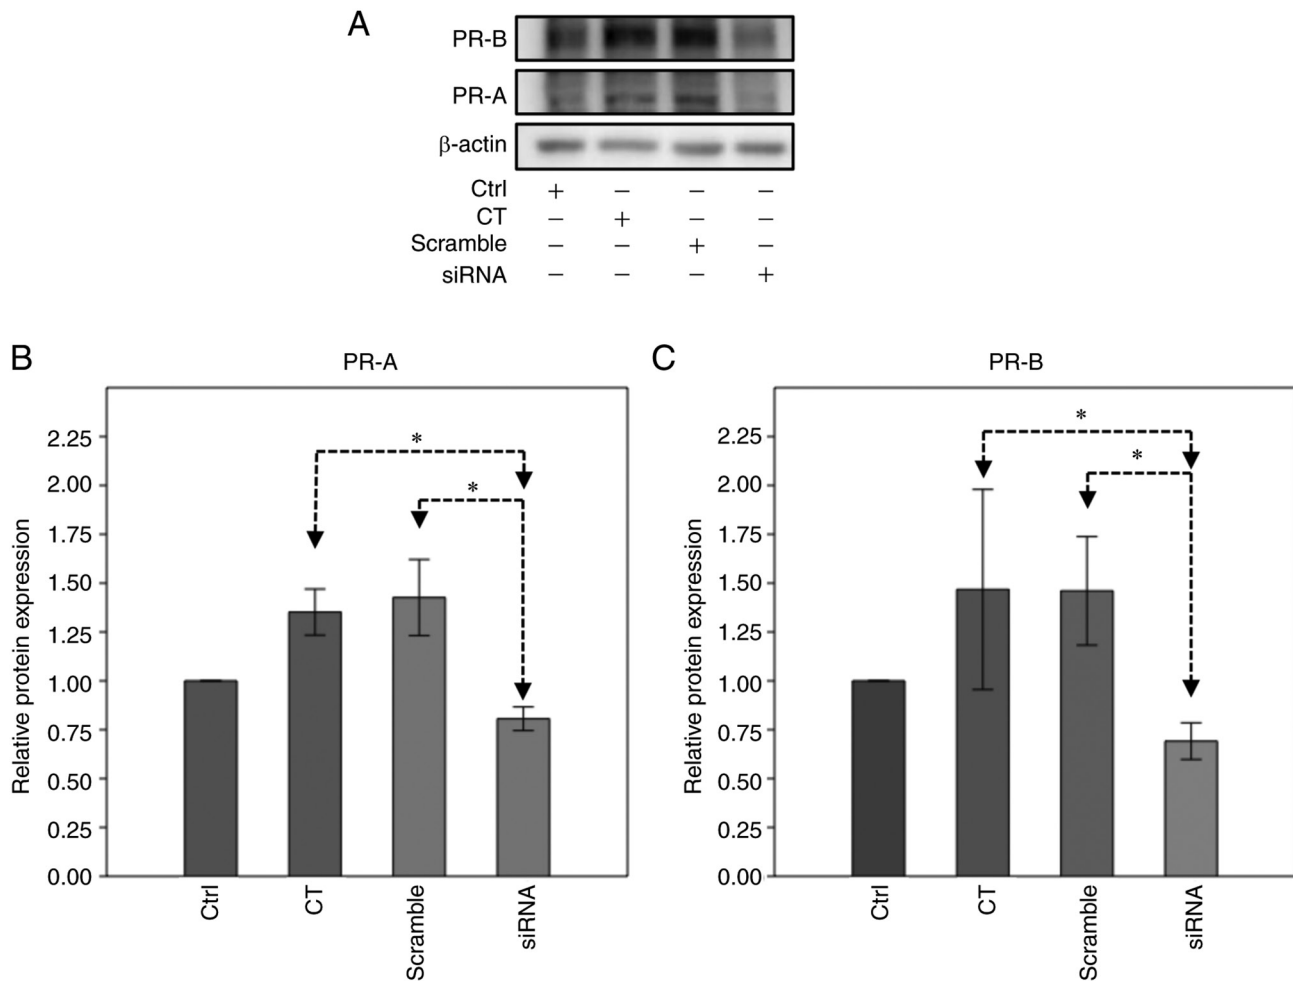 A
PR-B
PR-A
β-actin
Ctrl + − − −
CT − + − −
Scramble − − + −
siRNA − − − +
B
PR-A
Relative protein expression
2.25
2.00
1.75
1.50
1.25
1.00
0.75
0.50
0.25
0.00
*
*
Ctrl
CT
Scramble
siRNA
C
PR-B
Relative protein expression
2.25
2.00
1.75
1.50
1.25
1.00
0.75
0.50
0.25
0.00
*
*
Ctrl
CT
Scramble
siRNA